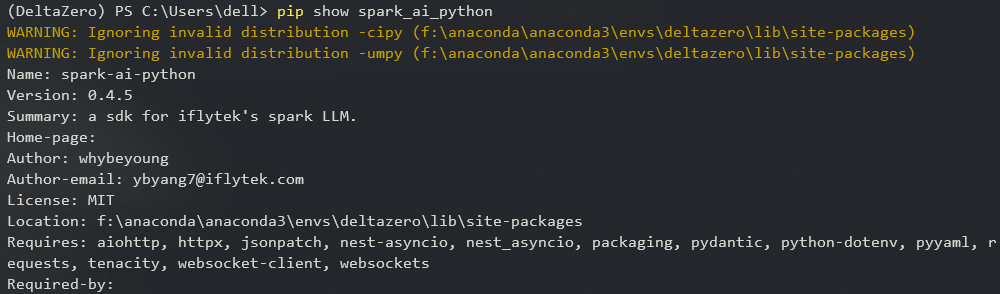 (DeltaZero) PS C:\Users\dell> pip show spark_ai_python
WARNING: Ignoring invalid distribution -cipy (f:\anaconda\anaconda3\envs\deltazero\lib\site-packages)
WARNING: Ignoring invalid distribution -umpy (f:\anaconda\anaconda3\envs\deltazero\lib\site-packages)
Name: spark-ai-python
Version: 0.4.5
Summary: a sdk for iflytek's spark LLM.
Home-page:
Author: whybeyoung
Author-email: ybyang7@iflytek.com
License: MIT
Location: f:\anaconda\anaconda3\envs\deltazero\lib\site-packages
Requires: aiohttp, httpx, jsonpatch, nest-asyncio, nest_asyncio, packaging, pydantic, python-dotenv, pyyaml, r
equests, tenacity, websocket-client, websockets
Required-by: